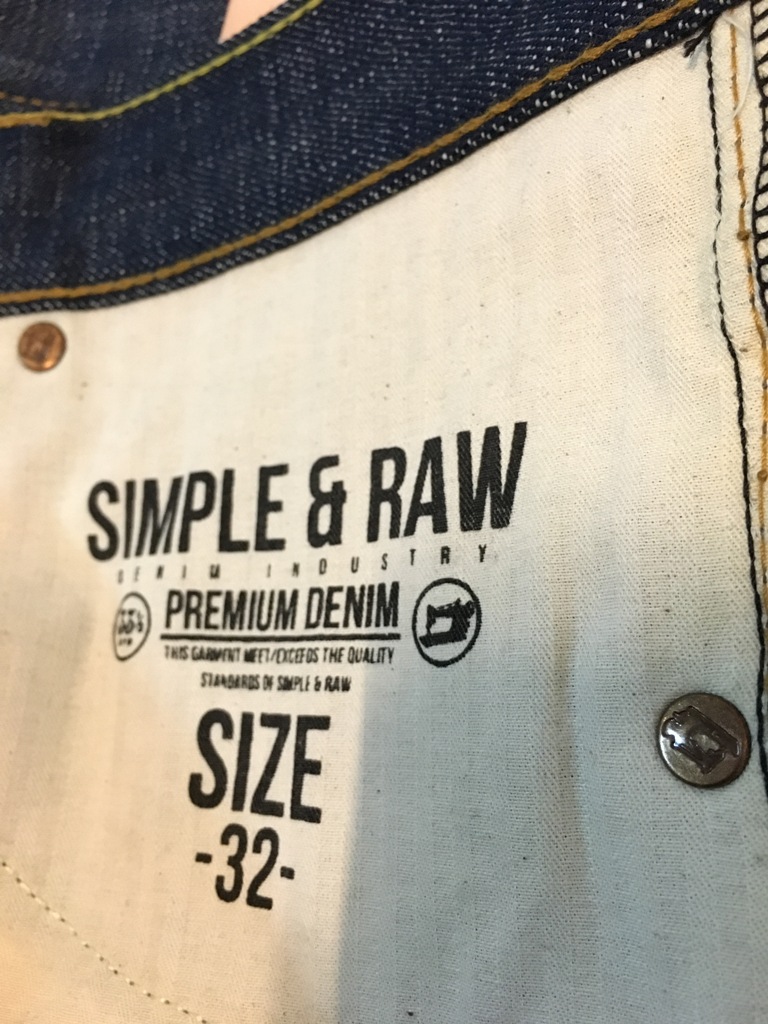 SIMPLE & RAW
DENIM INDUSTRY
PREMIUM DENIM
THIS GARMENT MEET/EXCEEDS THE QUALITY
STANDARDS OF SIMPLE & RAW
SIZE
-32-